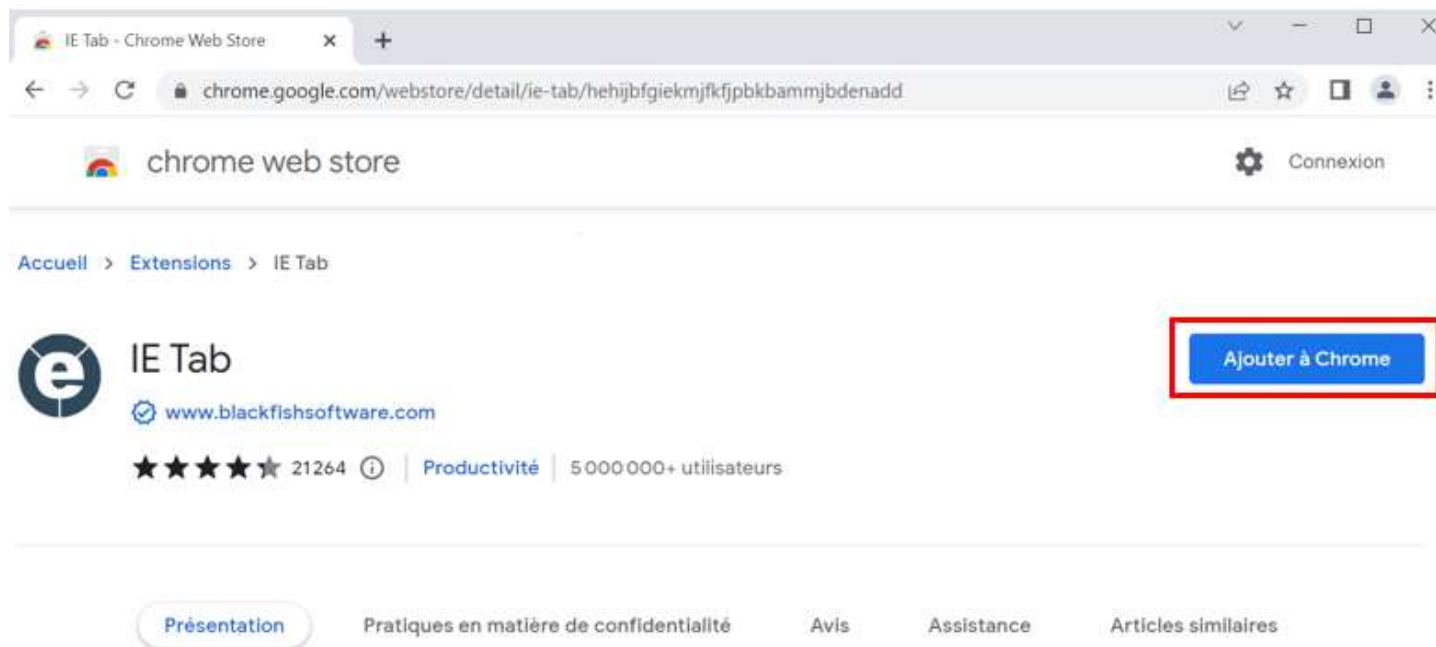 IE Tab - Chrome Web Store
chrome.google.com/webstore/detail/ie-tab/hehijbfgiekmjfkfjpbkbammjbdenadd
chrome web store
Connexion
Accueil > Extensions > IE Tab
IE Tab
Ajouter à Chrome
www.blackfishsoftware.com
21264 | Productivité | 5 000 000+ utilisateurs
Présentation Pratiques en matière de confidentialité Avis Assistance Articles similaires